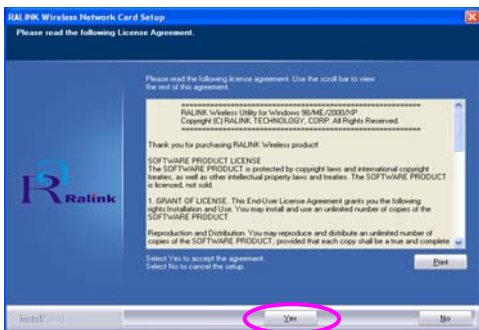 RALINK Wireless Network Card Setup
Please read the following License Agreement.
Please read the following license agreement. Use the scroll bar to view
the rest of this agreement.
RALINK Wireless Utility for Windows 98/ME/2000/XP
Copyright (C) RALINK TECHNOLOGY, CORP. All Rights Reserved.
Thank you for purchasing RALINK Wireless product!
SOFTWARE PRODUCT LICENSE
The SOFTWARE PRODUCT is protected by copyright laws and international copyright
treaties, as well as other intellectual property laws and treaties. The SOFTWARE PRODUCT
is licensed, not sold.
1. GRANT OF LICENSE. This End-User License Agreement grants you the following
rights:Installation and Use. You may install and use an unlimited number of copies of the
SOFTWARE PRODUCT.
Reproduction and Distribution. You may reproduce and distribute an unlimited number of
copies of the SOFTWARE PRODUCT; provided that each copy shall be a true and complete
Ralink
Select Yes to accept the agreement.
Select No to cancel the setup.
Print
InstallShield
Yes
No